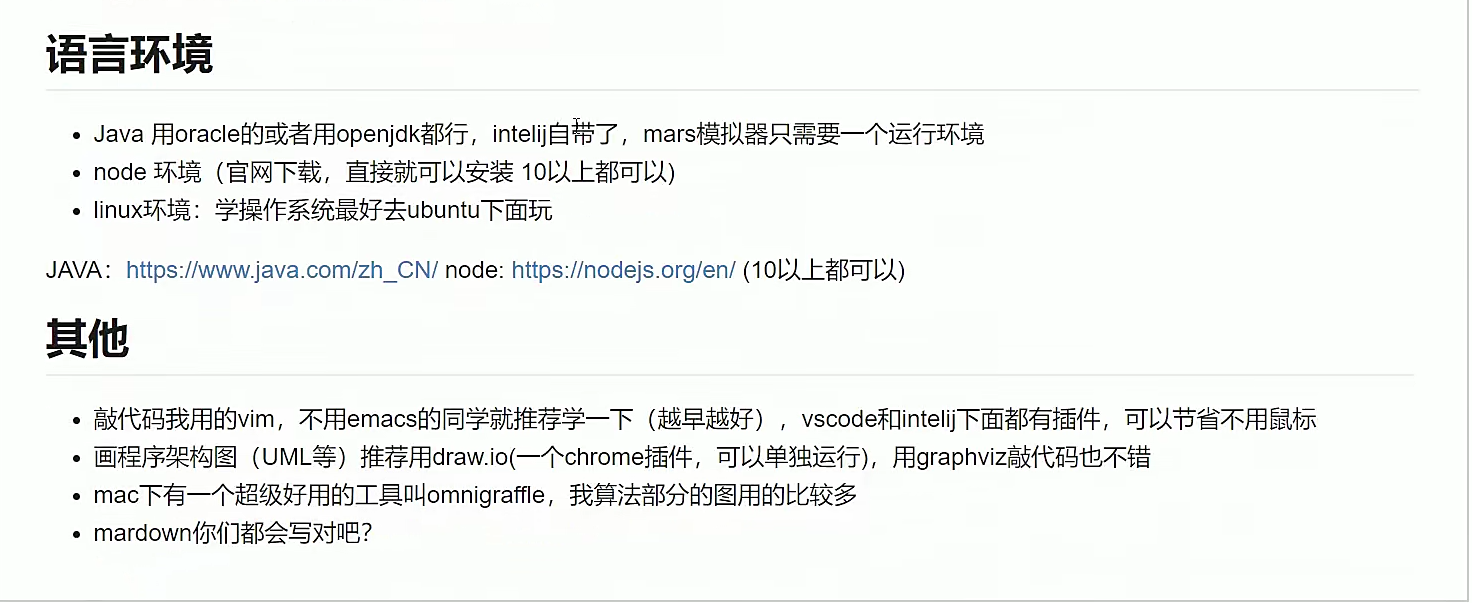 语言环境
Java 用oracle的或者用openjdk都行，intelij自带了，mars模拟器只需要一个运行环境
node 环境（官网下载，直接就可以安装 10以上都可以)
linux环境：学操作系统最好去ubuntu下面玩
JAVA：https://www.java.com/zh_CN/ node: https://nodejs.org/en/ (10以上都可以)
其他
敲代码我用的vim，不用emacs的同学就推荐学一下（越早越好），vscode和intelij下面都有插件，可以节省不用鼠标
画程序架构图（UML等）推荐用draw.io(一个chrome插件，可以单独运行)，用graphviz敲代码也不错
mac下有一个超级好用的工具叫omnigraffle，我算法部分的图用的比较多
mardown你们都会写对吧？